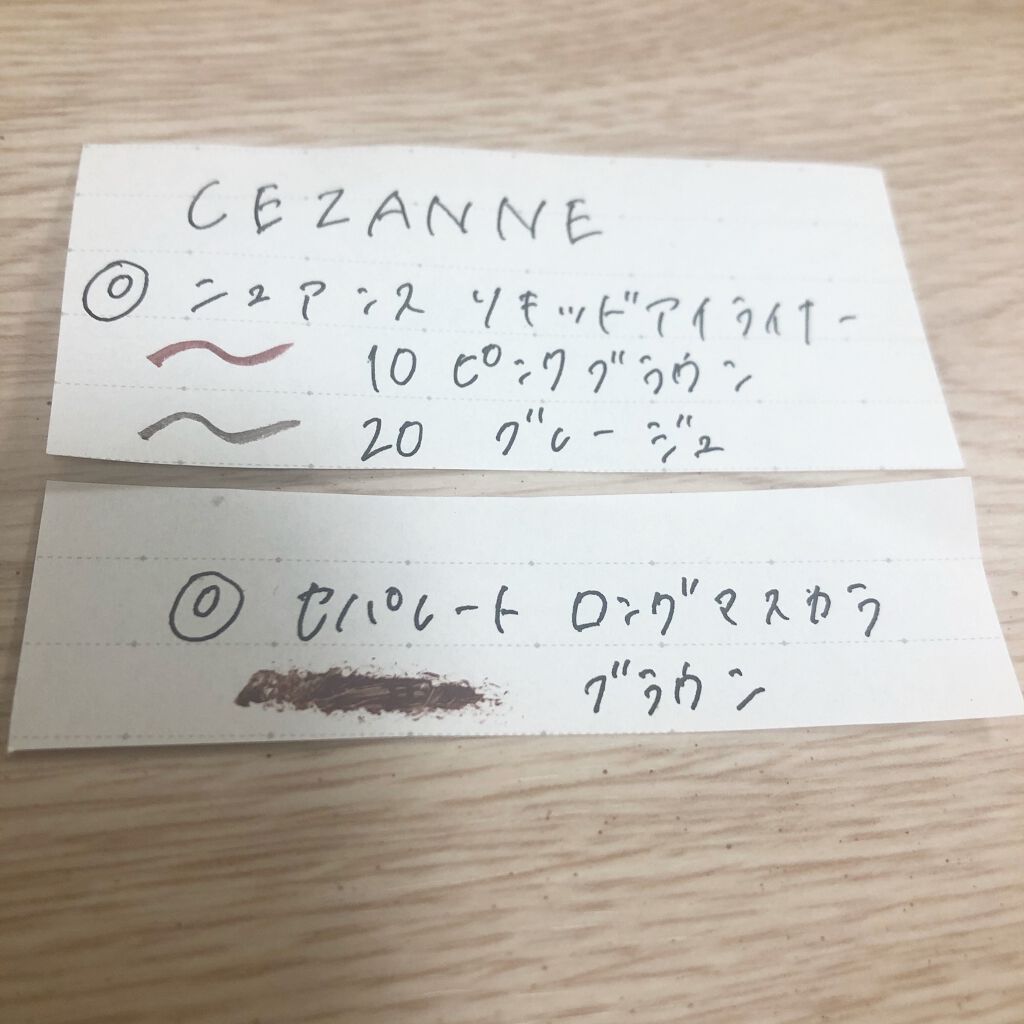 CEZANNE
◎ ニュアンス リキッドアイライナー
10 ピンクブラウン
20 グレージュ
◎ セパレート ロングマスカラ
ブラウン